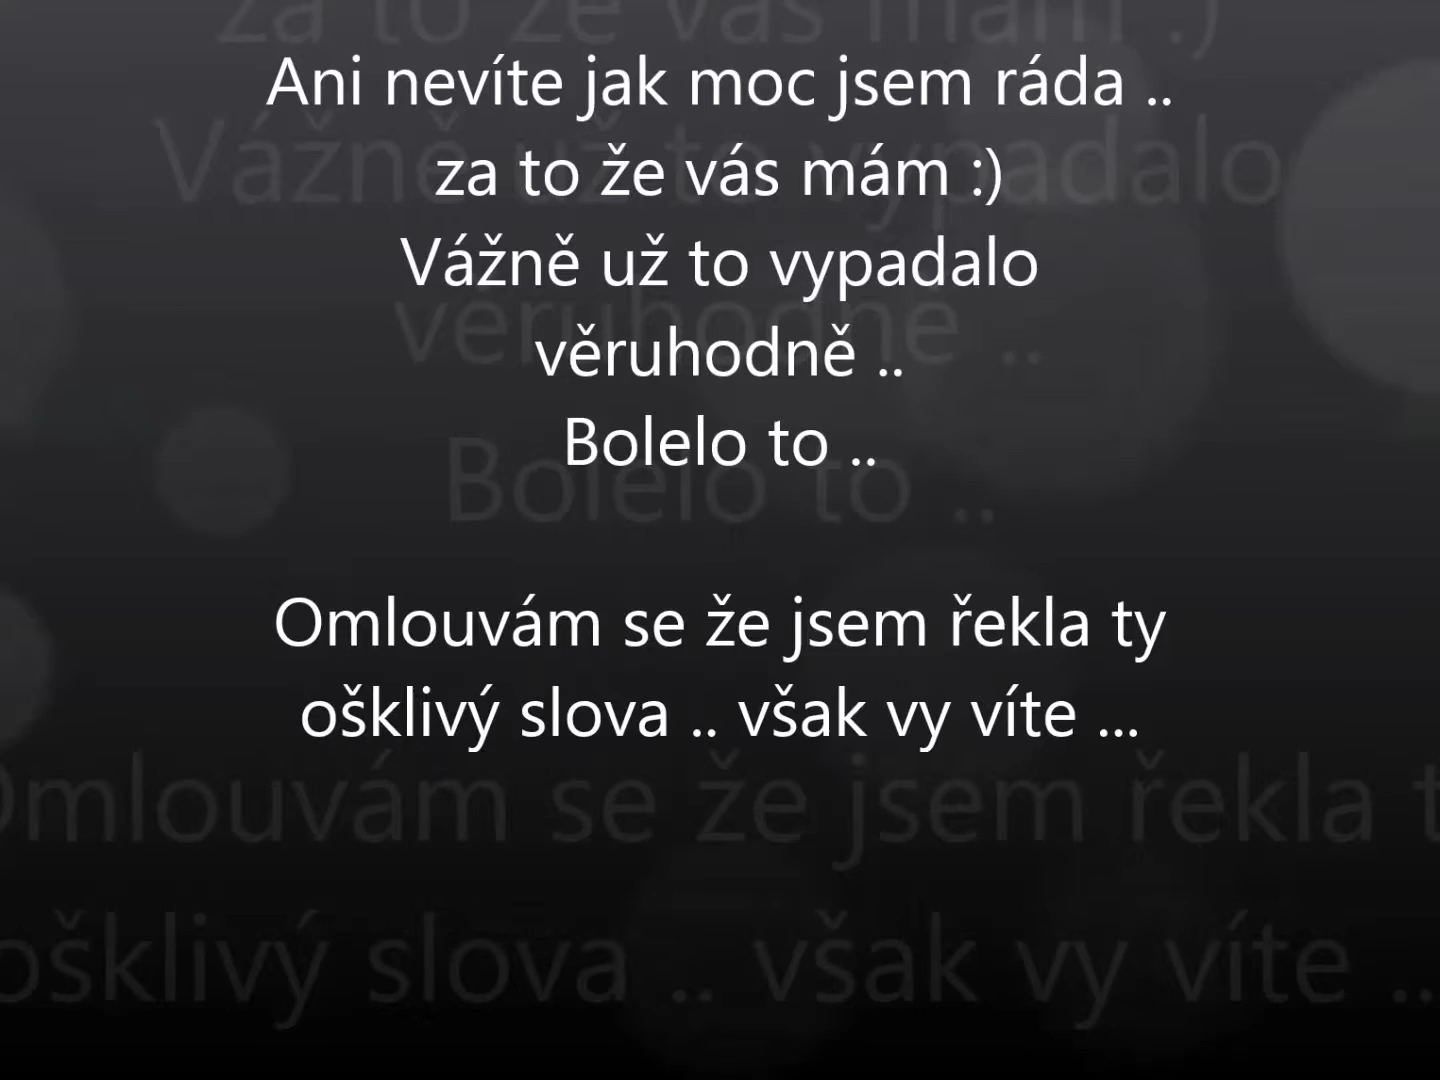 Ani nevíte jak moc jsem ráda ..
za to že vás mám :)
Vážně už to vypadalo
věruhodně ..
Bolelo to ..
Omlouvám se že jsem řekla ty
ošklivý slova .. však vy víte ...